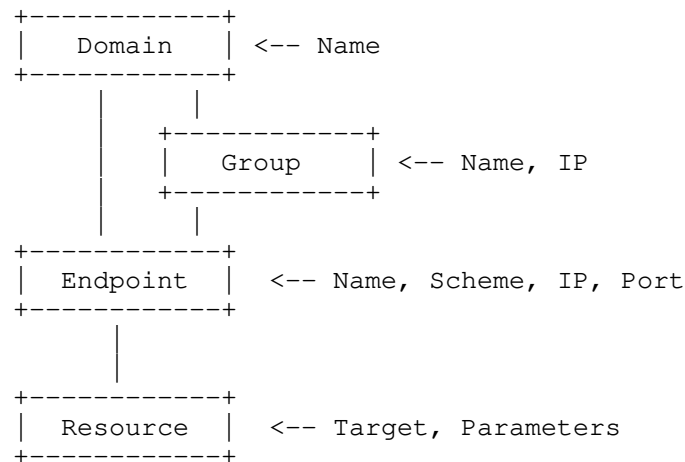 Domain <-- Name
Group <-- Name, IP
Endpoint <-- Name, Scheme, IP, Port
Resource <-- Target, Parameters